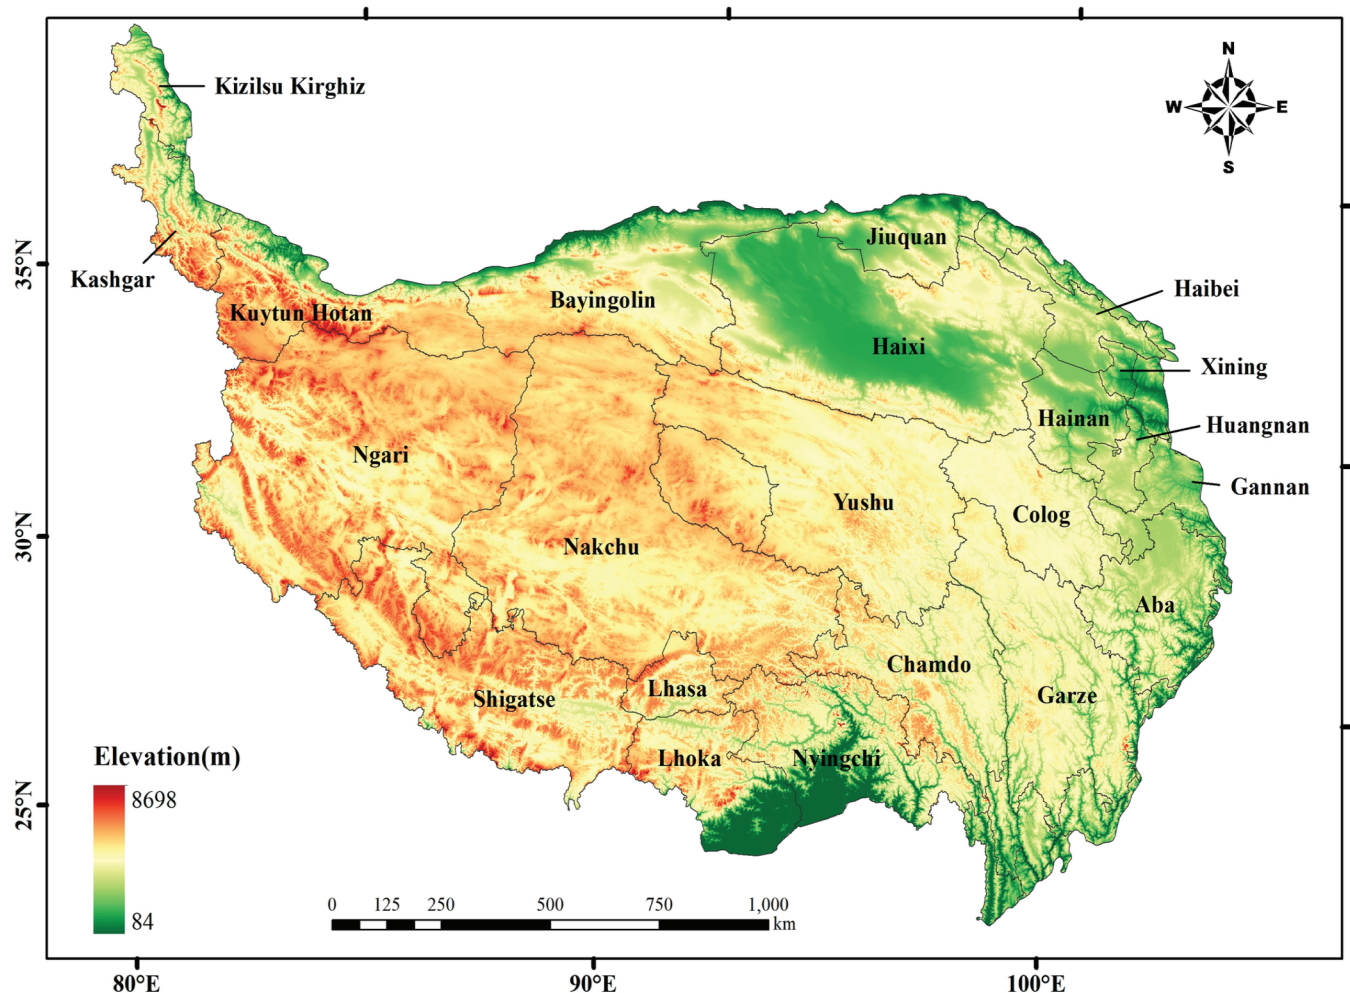 N
W E
S
Kizilsu Kirghiz
Jiuquan
35°N
Kashgar
Haibei
Bayingolin
Kuytun Hotan
Haixi
Xining
Hainan
Huangnan
Ngari
Gannan
Yushu
Colog
30°N
Nakchu
Aba
Chamdo
Shigatse
Lhasa
Garze
Lhoka
Nyingchi
Elevation(m)
8698
84
25°N
0 125 250 500 750 1,000
km
80°E 90°E 100°E